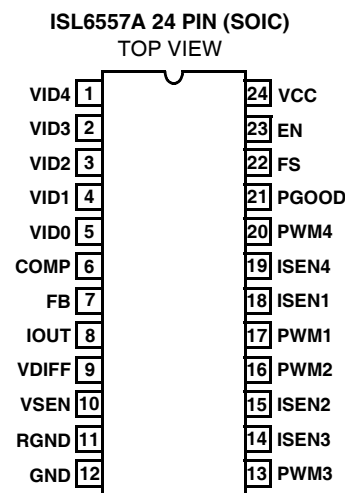 ISL6557A 24 PIN (SOIC)
TOP VIEW
VID4 1 24 VCC
VID3 2 23 EN
VID2 3 22 FS
VID1 4 21 PGOOD
VID0 5 20 PWM4
COMP 6 19 ISEN4
FB 7 18 ISEN1
IOUT 8 17 PWM1
VDIFF 9 16 PWM2
VSEN 10 15 ISEN2
RGND 11 14 ISEN3
GND 12 13 PWM3